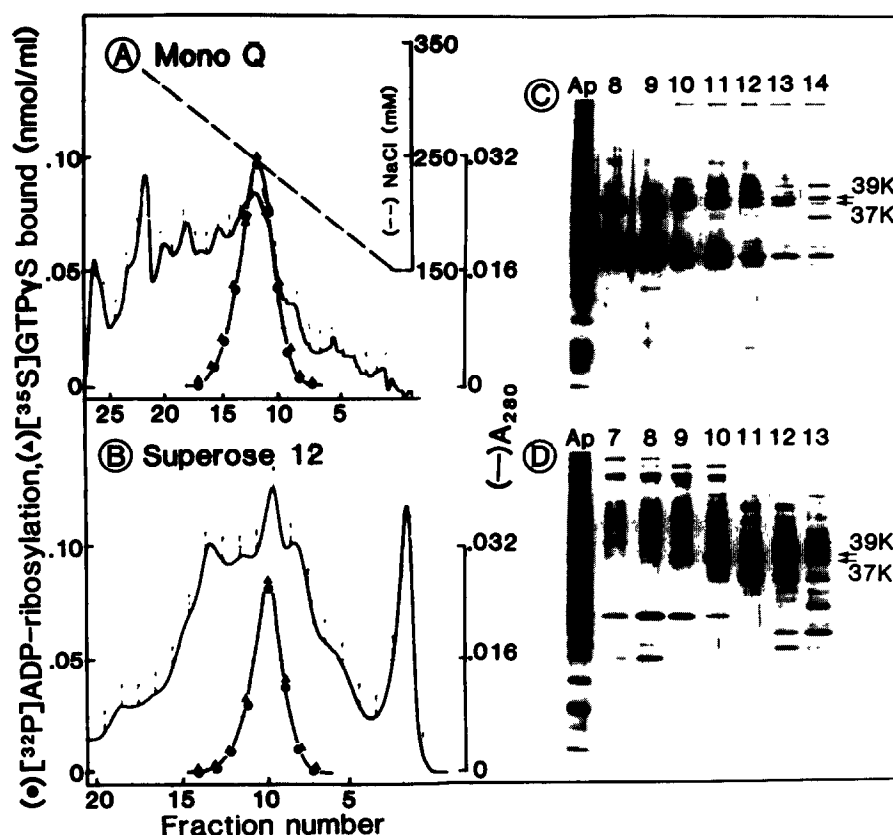 (●)[³²P]ADP-ribosylation,(▲)[³⁵S]GTPγS bound (nmol/ml)
Ⓐ Mono Q
.10
.05
0
25 20 15 10 5
350
250
150
(--) NaCl (mM)
.032
.016
0
Ⓑ Superose 12
.10
.05
0
20 15 10 5
Fraction number
(—)A₂₈₀
.032
.016
0
Ⓒ Ap 8 9 10 11 12 13 14
39K
37K
Ⓓ Ap 7 8 9 10 11 12 13
39K
37K